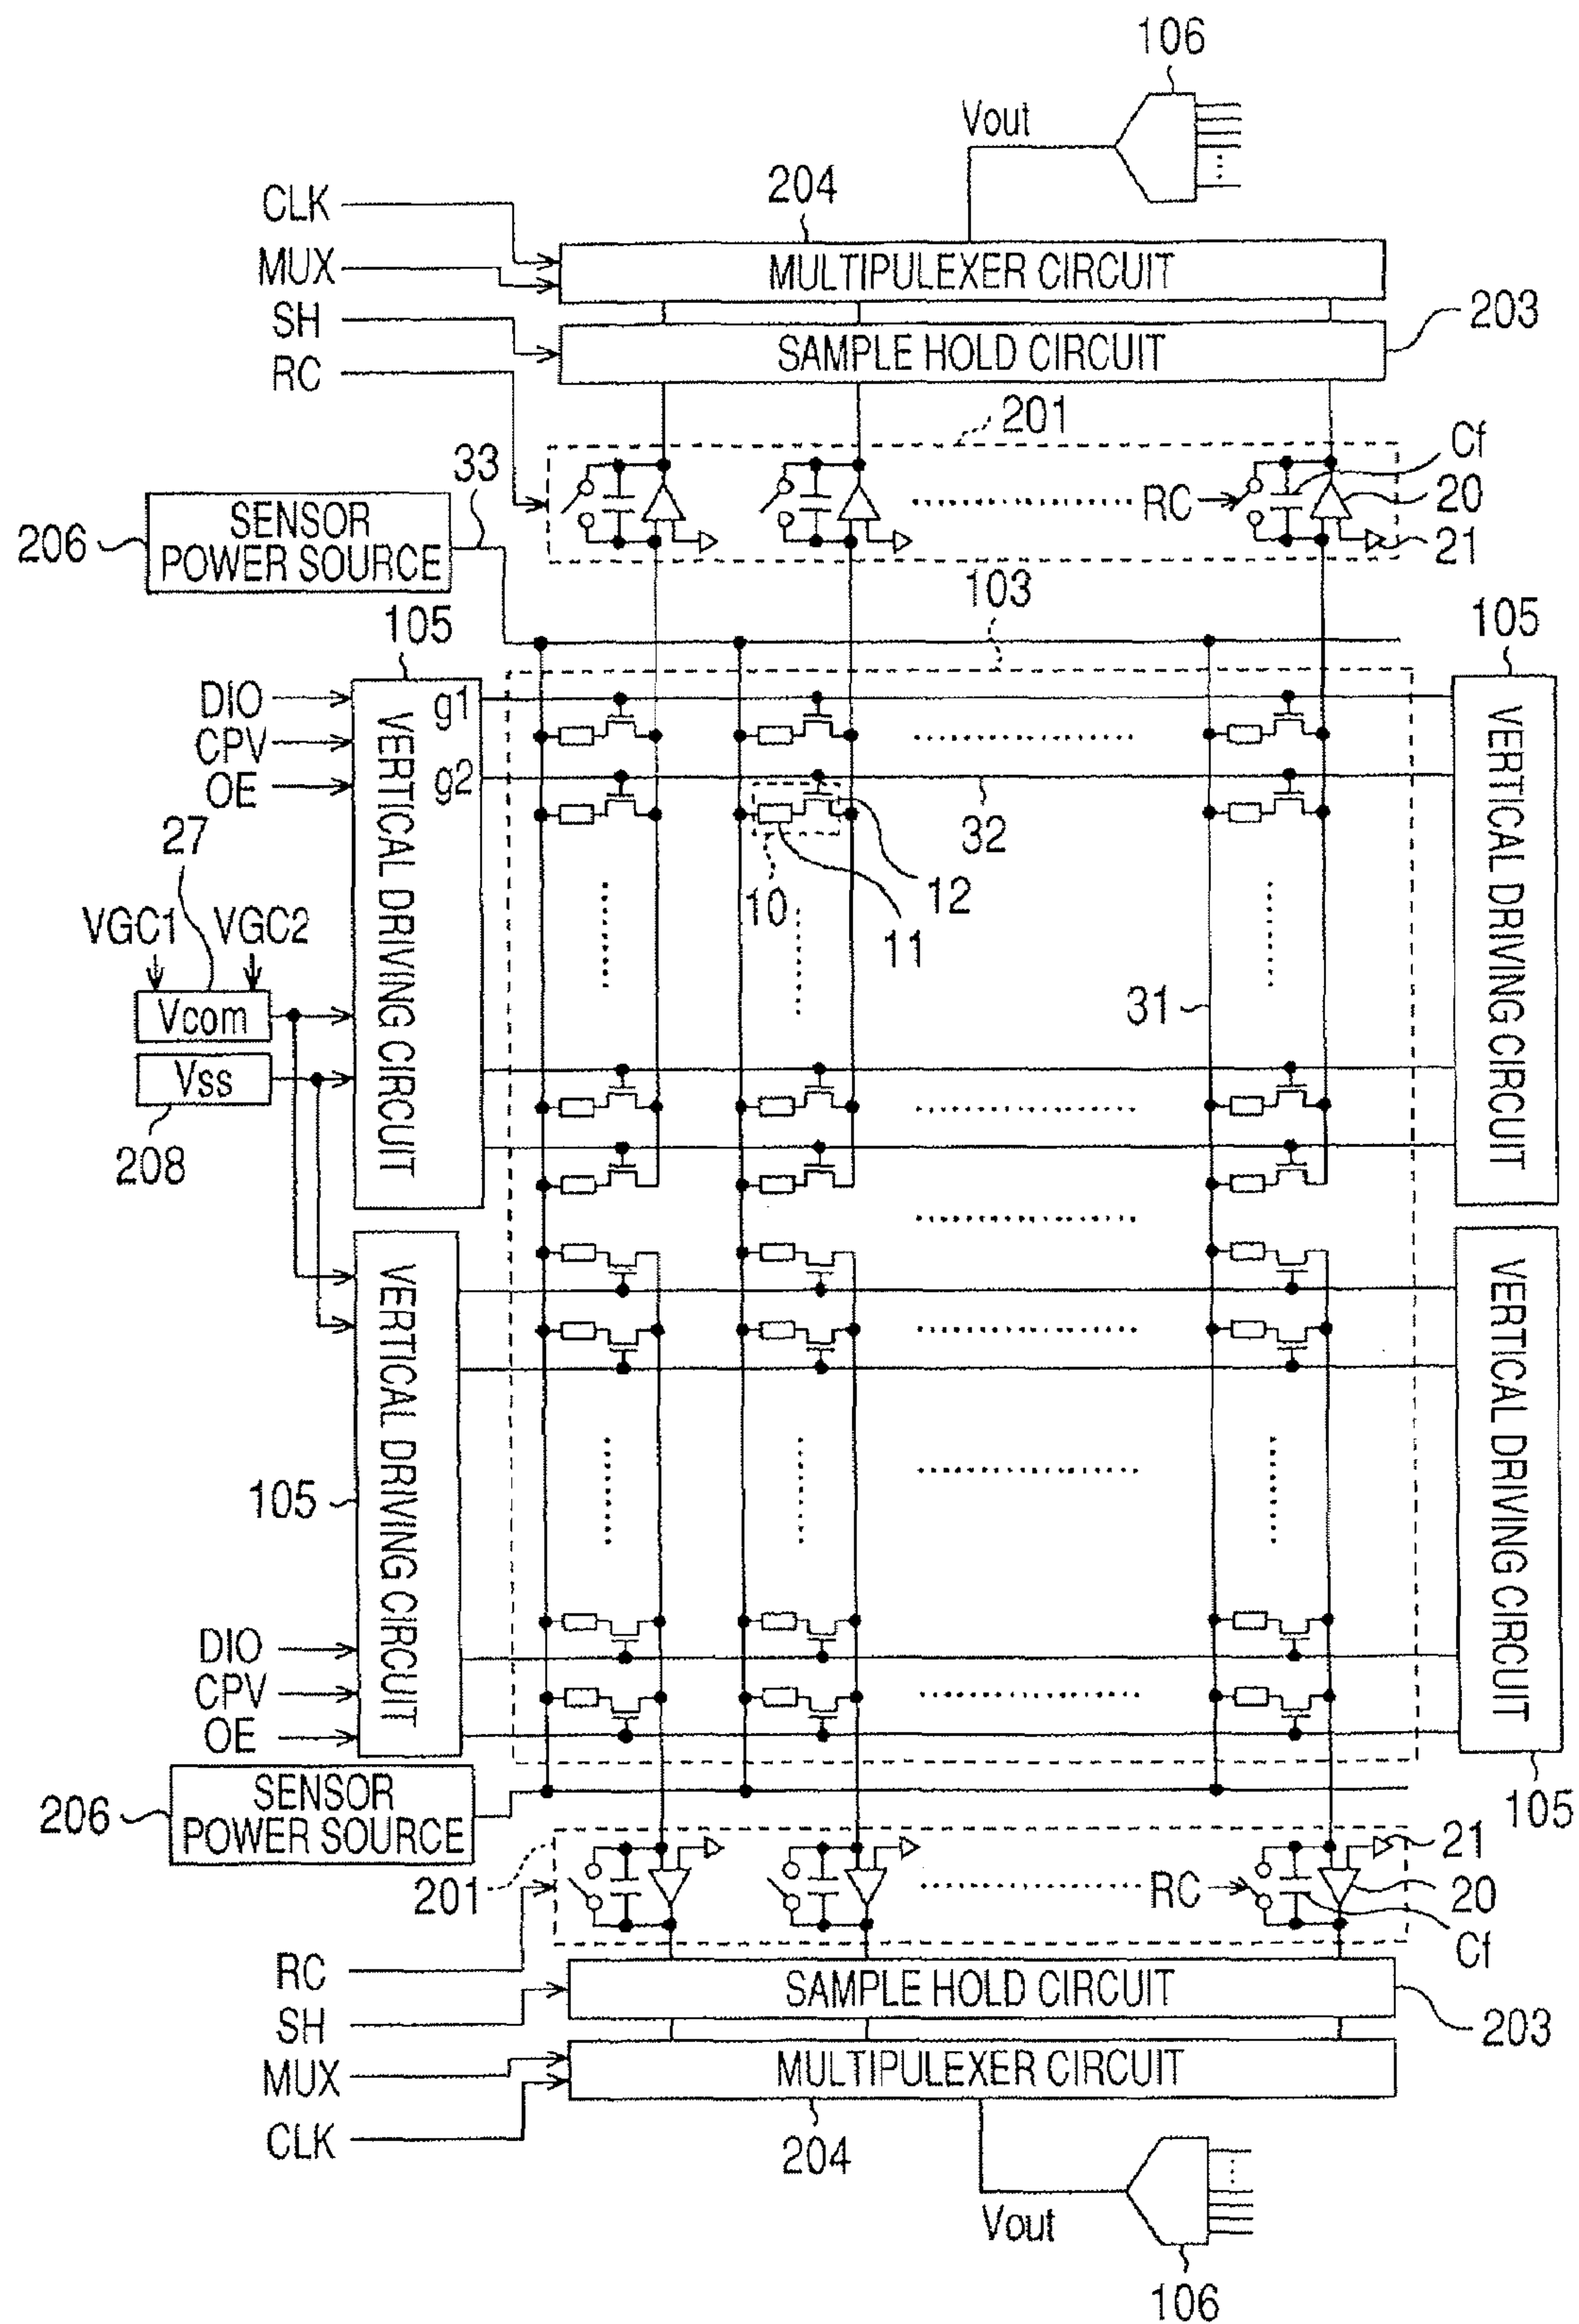 106
Vout
204
CLK
MULTIPULEXER CIRCUIT
MUX
SH
203
SAMPLE HOLD CIRCUIT
RC
201
Cf
33
RC
20
SENSOR
POWER SOURCE
206
21
103
105
105
DIO
g1
CPV
g2
OE
VERTICAL DRIVING CIRCUIT
VERTICAL DRIVING CIRCUIT
32
27
10
12
11
VGC1
VGC2
31
Vcom
Vss
208
VERTICAL DRIVING CIRCUIT
VERTICAL DRIVING CIRCUIT
105
DIO
CPV
OE
SENSOR
POWER SOURCE
206
105
21
201
RC
20
Cf
RC
SAMPLE HOLD CIRCUIT
SH
203
MUX
MULTIPULEXER CIRCUIT
CLK
204
Vout
106